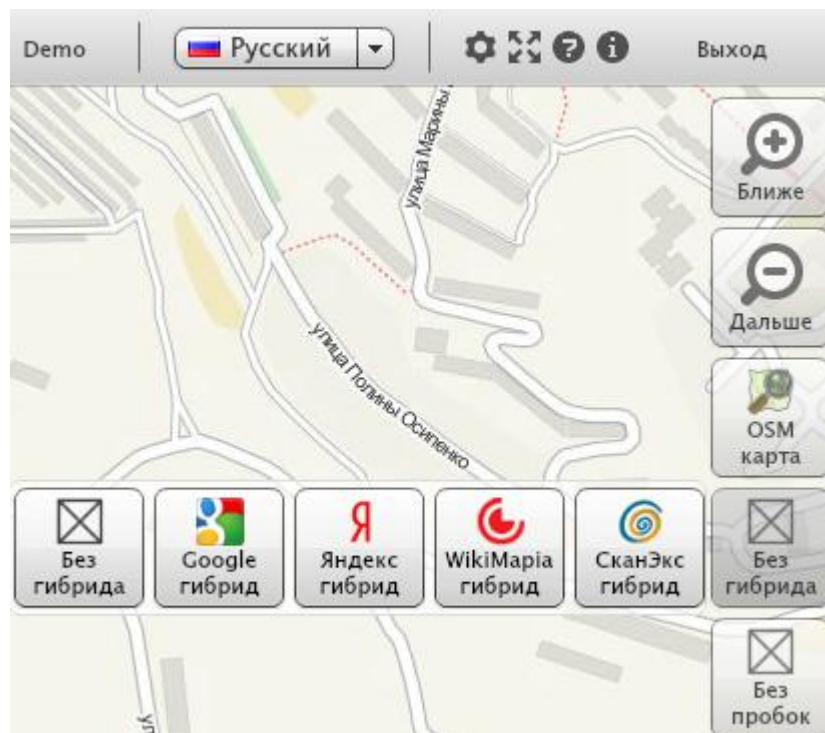 Demo
Русский
Выход
улица Марины
Ближе
Дальше
улица Полины Осипенко
OSM
карта
Без
гибрида
Google
гибрид
Яндекс
гибрид
WikiMapia
гибрид
СканЭкс
гибрид
Без
гибрида
Без
пробок